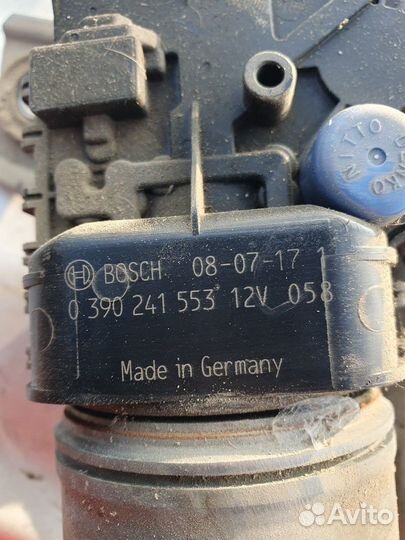 BOSCH 08-07-17 1
0 390 241 553 12V 058
Made in Germany
NITTO
Avito